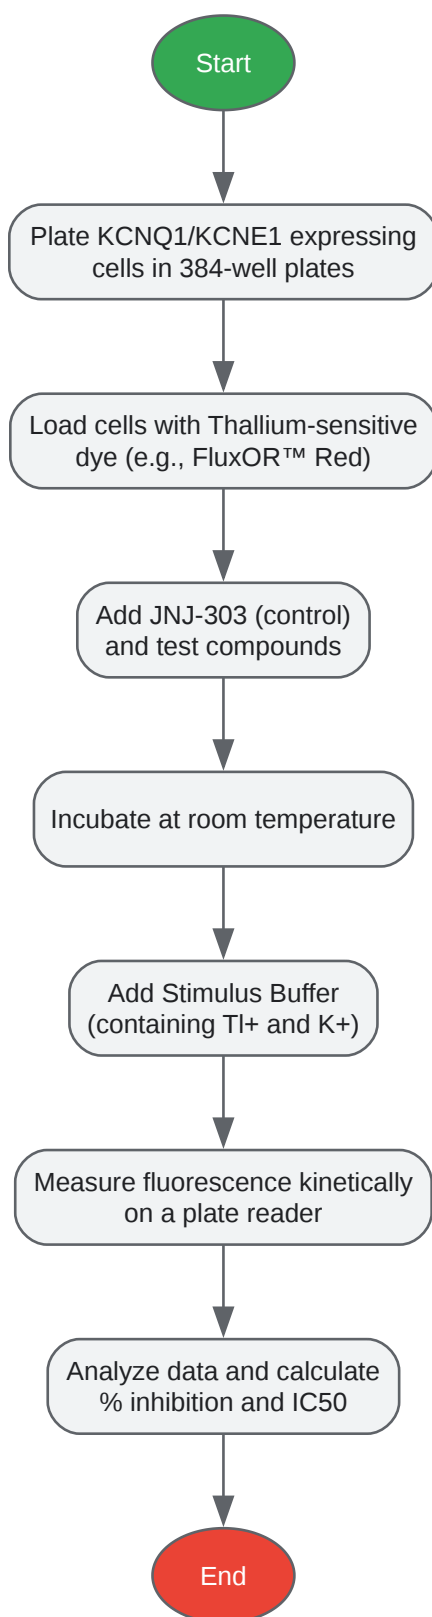 Start
Plate KCNQ1/KCNE1 expressing
cells in 384-well plates
Load cells with Thallium-sensitive
dye (e.g., FluxOR™ Red)
Add JNJ-303 (control)
and test compounds
Incubate at room temperature
Add Stimulus Buffer
(containing Tl+ and K+)
Measure fluorescence kinetically
on a plate reader
Analyze data and calculate
% inhibition and IC50
End